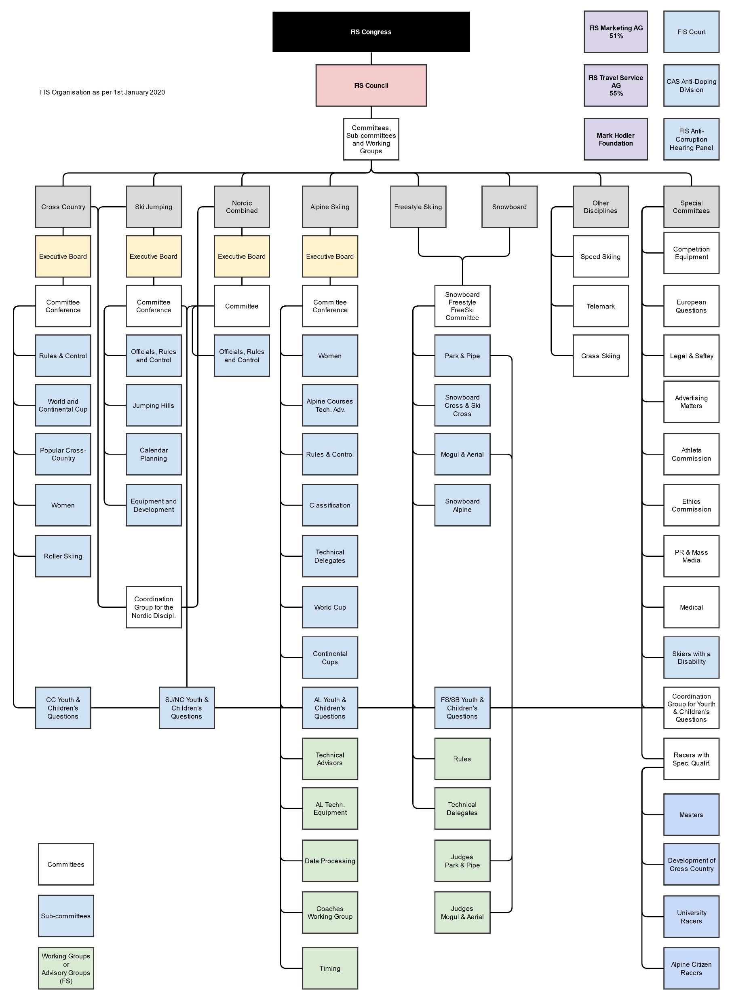 FIS Congress
FIS Marketing AG
51%
FIS Court
FIS Organisation as per 1st January 2020
FIS Council
FIS Travel Service
AG
55%
CAS Anti-Doping
Division
Committees,
Sub-committees
and Working
Groups
Mark Hodler
Foundation
FIS Anti-
Corruption
Hearing Panel
Cross Country
Ski Jumping
Nordic
Combined
Alpine Skiing
Freestyle Skiing
Snowboard
Other
Disciplines
Special
Committees
Executive Board
Executive Board
Executive Board
Executive Board
Speed Skiing
Competition
Equipment
Committee
Conference
Committee
Conference
Committee
Committee
Conference
Snowboard
Freestyle
FreeSki
Committee
Telemark
European
Questions
Rules & Control
Officials, Rules
and Control
Officials, Rules
and Control
Women
Park & Pipe
Grass Skiing
Legal & Saftey
World and
Continental Cup
Jumping Hills
Alpine Courses
Tech. Adv.
Snowboard
Cross & Ski
Cross
Advertising
Matters
Popular Cross-
Country
Calendar
Planning
Rules & Control
Mogul & Aerial
Athlets
Commission
Women
Equipment and
Development
Classification
Snowboard
Alpine
Ethics
Commission
Roller Skiing
Technical
Delegates
PR & Mass
Media
Coordination
Group for the
Nordic Discipl.
World Cup
Medical
Continental
Cups
Skiers with a
Disability
CC Youth &
Children's
Questions
SJ/NC Youth &
Children's
Questions
AL Youth &
Children's
Questions
FS/SB Youth &
Children's
Questions
Coordination
Group for Yourth
& Children's
Questions
Technical
Advisors
Rules
Racers with
Spec. Qualif.
AL Techn.
Equipment
Technical
Delegates
Masters
Committees
Data Processing
Judges
Park & Pipe
Development of
Cross Country
Sub-committees
Coaches
Working Group
Judges
Mogul & Aerial
University
Racers
Working Groups
or
Advisory Groups
(FS)
Timing
Alpine Citizen
Racers